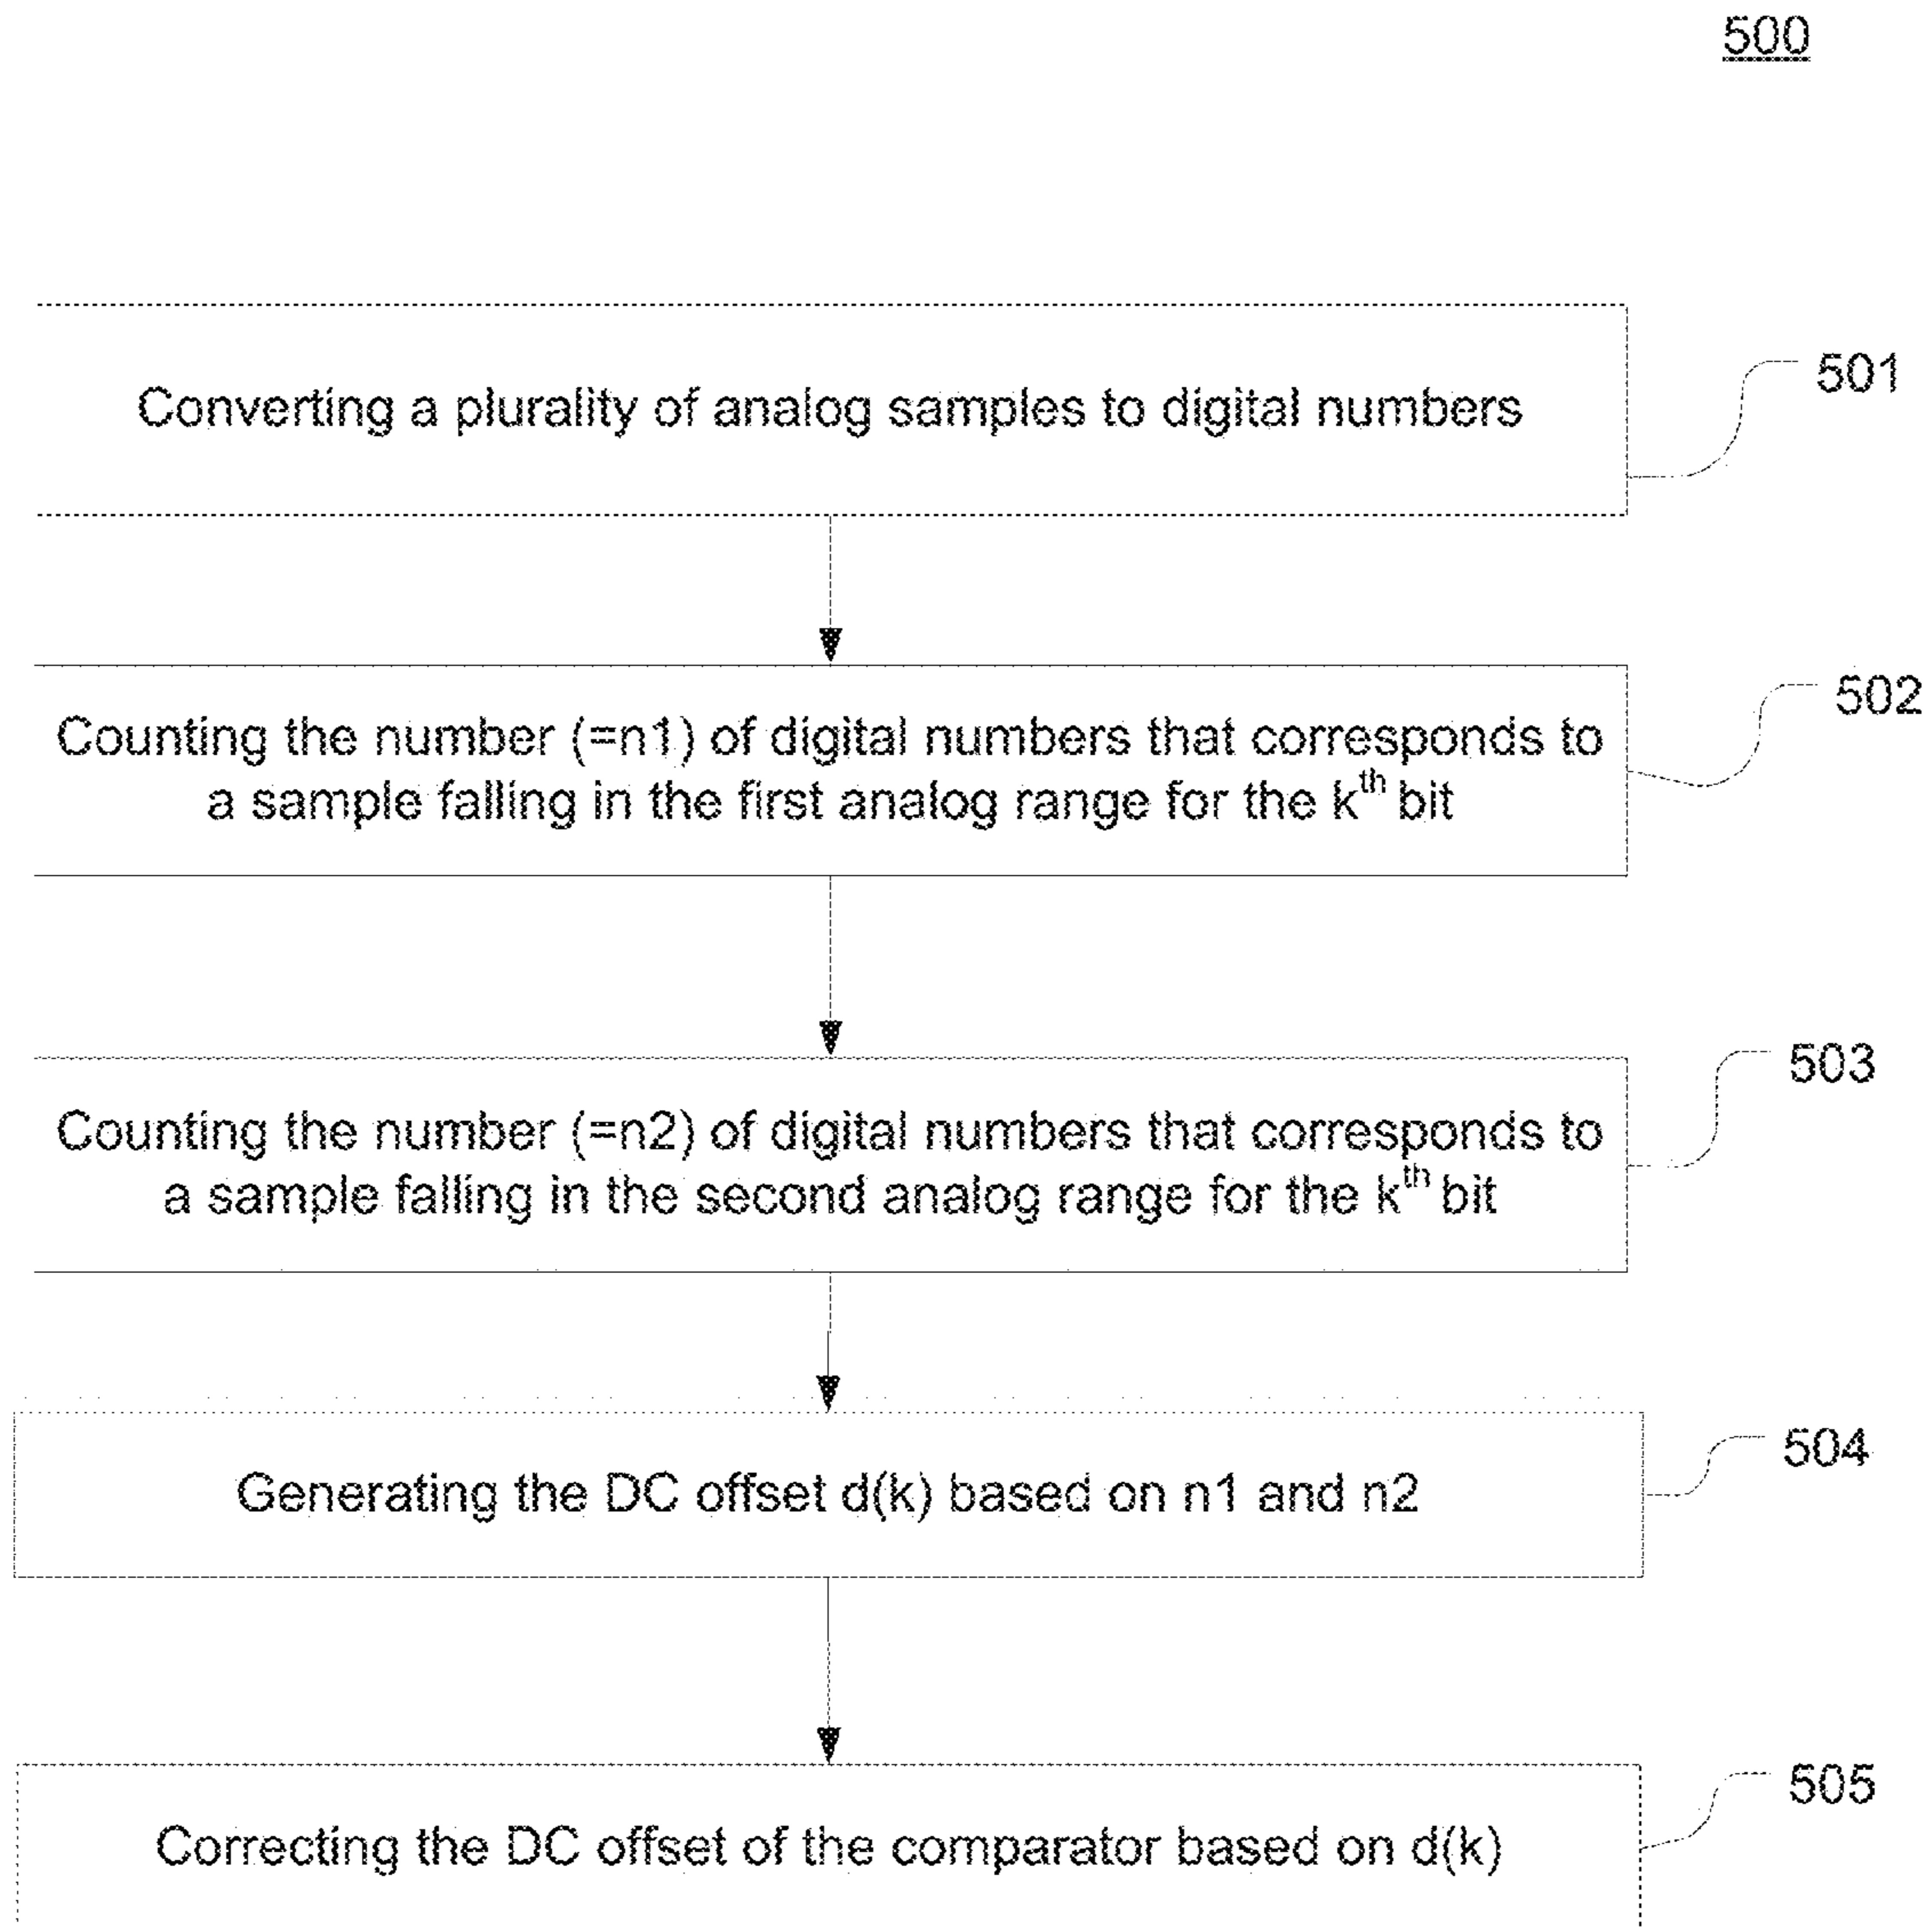 500
Converting a plurality of analog samples to digital numbers
501
Counting the number (=n1) of digital numbers that corresponds to
a sample falling in the first analog range for the kth bit
502
Counting the number (=n2) of digital numbers that corresponds to
a sample falling in the second analog range for the kth bit
503
Generating the DC offset d(k) based on n1 and n2
504
Correcting the DC offset of the comparator based on d(k)
505